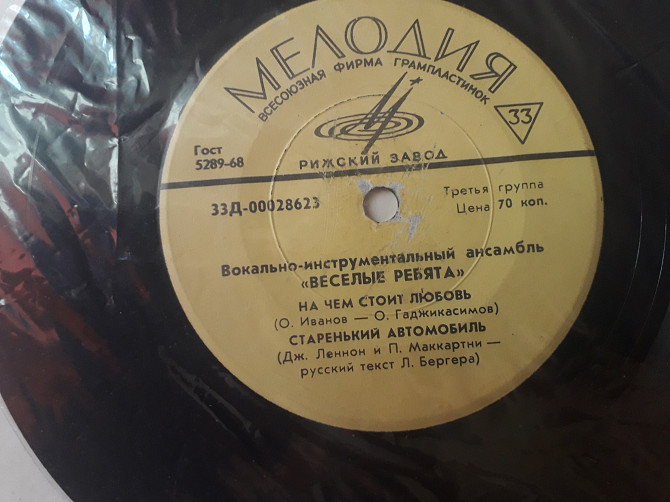 МЕЛОДИЯ
ВСЕСОЮЗНАЯ ФИРМА ГРАМПЛАСТИНОК
33
Гост
5289-68
РИЖСКИЙ ЗАВОД
33Д-00028623
Третья группа
Цена 70 коп.
Вокально-инструментальный ансамбль
«ВЕСЕЛЫЕ РЕБЯТА»
НА ЧЕМ СТОИТ ЛЮБОВЬ
(О. Иванов — О. Гаджикасимов)
СТАРЕНЬКИЙ АВТОМОБИЛЬ
(Дж. Леннон и П. Маккартни —
русский текст Л. Бергера)